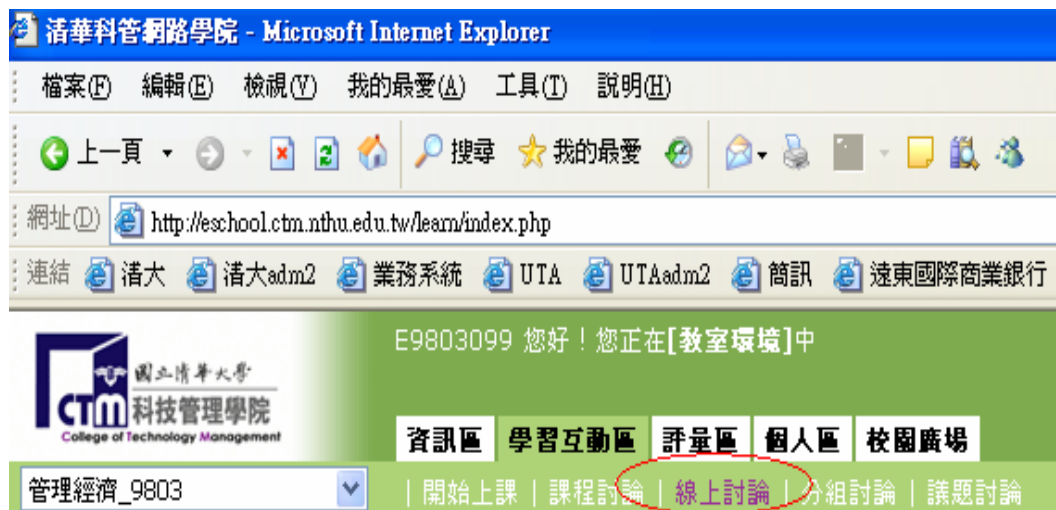 清華科管網路學院 - Microsoft Internet Explorer
檔案(F) 編輯(E) 檢視(V) 我的最愛(A) 工具(T) 說明(H)
上一頁 搜尋 我的最愛
網址(D) http://eschool.ctm.nthu.edu.tw/learn/index.php
連結 清大 清大adm2 業務系統 UTA UTAadm2 簡訊 遠東國際商業銀行
E9803099 您好！您正在[教室環境]中
國立清華大學
CTM 科技管理學院
College of Technology Management
資訊區 學習互動區 評量區 個人區 校園廣場
管理經濟_9803 | 開始上課 | 課程討論 | 線上討論 | 分組討論 | 議題討論